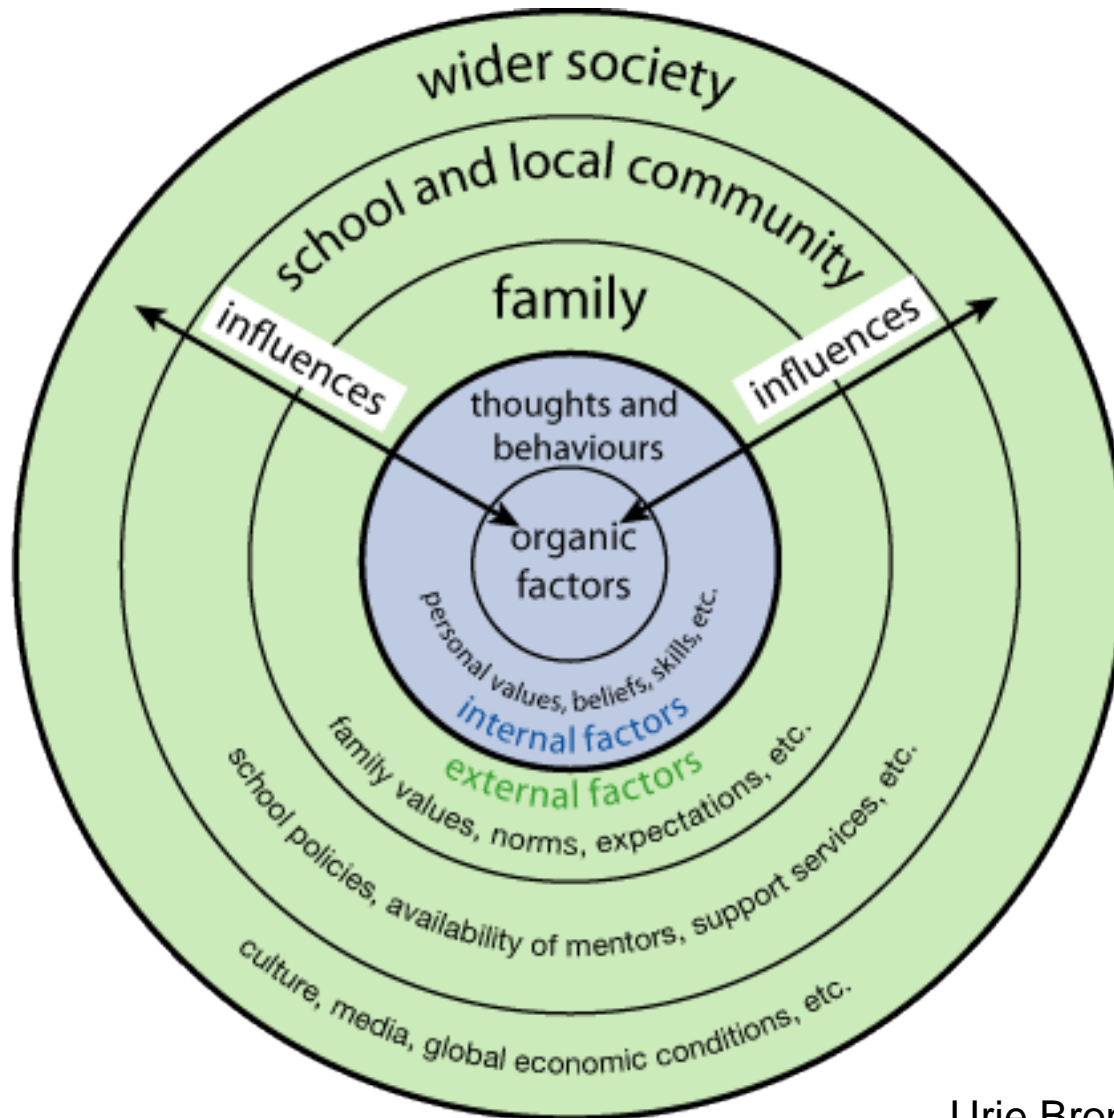 wider society
school and local community
family
influences
influences
thoughts and
behaviours
organic
factors
personal values, beliefs, skills, etc.
internal factors
external factors
family values, norms, expectations, etc.
school policies, availability of mentors, support services, etc.
culture, media, global economic conditions, etc.
Urie